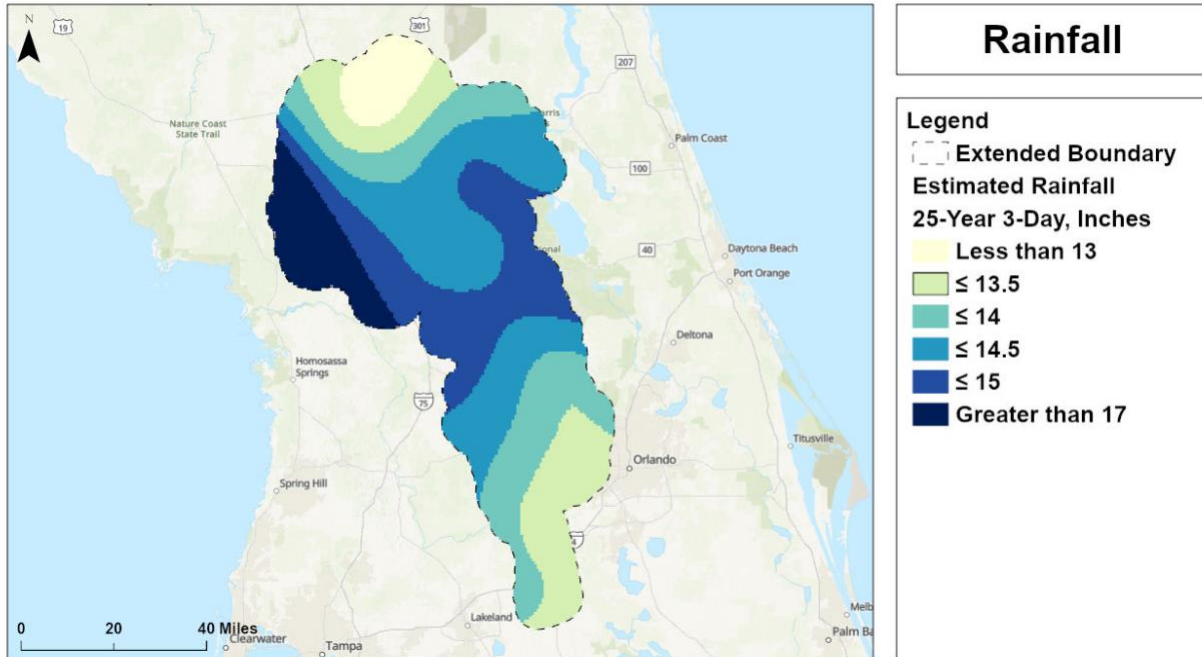 N
19
301
207
Nature Coast
State Trail
Palm Coast
100
40
Daytona Beach
Port Orange
Deltona
Homosassa
Springs
75
Titusville
Orlando
Spring Hill
4
Lakeland
0 20 40 Miles
Clearwater
Tampa
Palm Ba
Rainfall
Legend
Extended Boundary
Estimated Rainfall
25-Year 3-Day, Inches
Less than 13
≤ 13.5
≤ 14
≤ 14.5
≤ 15
Greater than 17